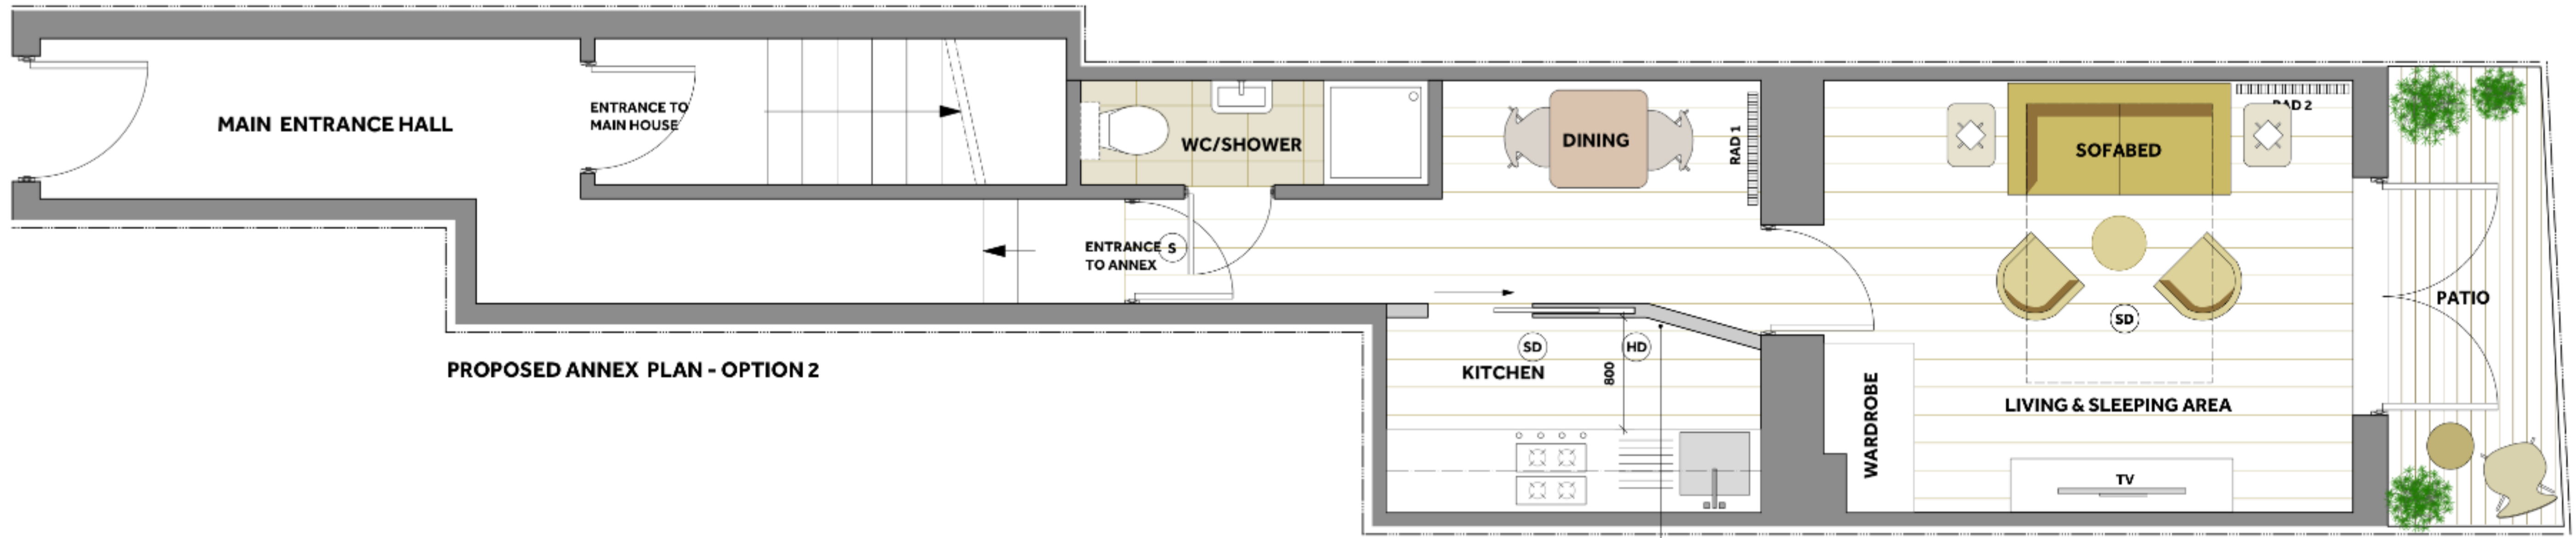 MAIN ENTRANCE HALL
ENTRANCE TO
MAIN HOUSE
WC/SHOWER
DINING
RAD 1
SOFABED
RAD 2
ENTRANCE
TO ANNEX
S
PATIO
SD
SD
HD
KITCHEN
800
PROPOSED ANNEX PLAN - OPTION 2
WARDROBE
LIVING & SLEEPING AREA
TV